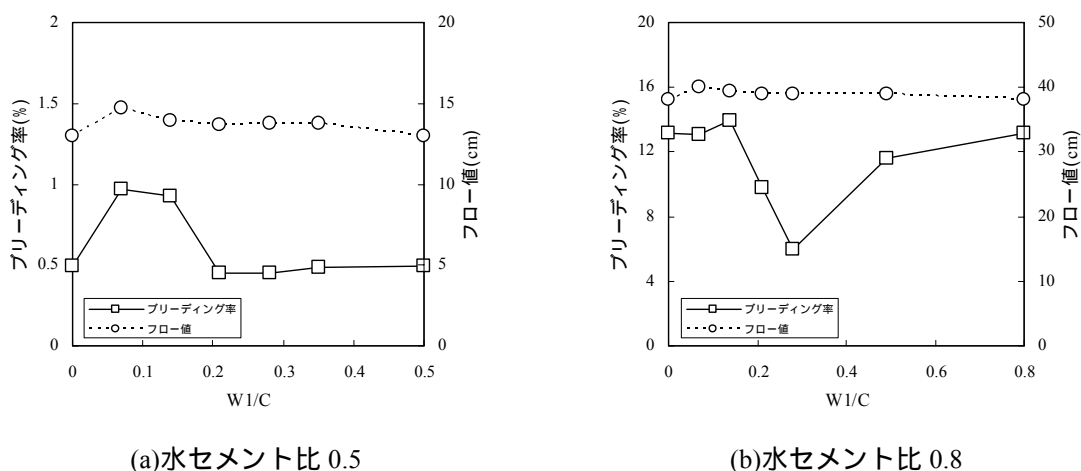 2
1.5
1
0.5
0
ブリーディング率(%)
20
15
10
5
0
フロー値(cm)
ブリーディング率
フロー値
0 0.1 0.2 0.3 0.4 0.5
W1/C
(a)水セメント比 0.5
20
16
12
8
4
0
ブリーディング率(%)
50
40
30
20
10
0
フロー値(cm)
ブリーディング率
フロー値
0 0.2 0.4 0.6 0.8
W1/C
(b)水セメント比 0.8